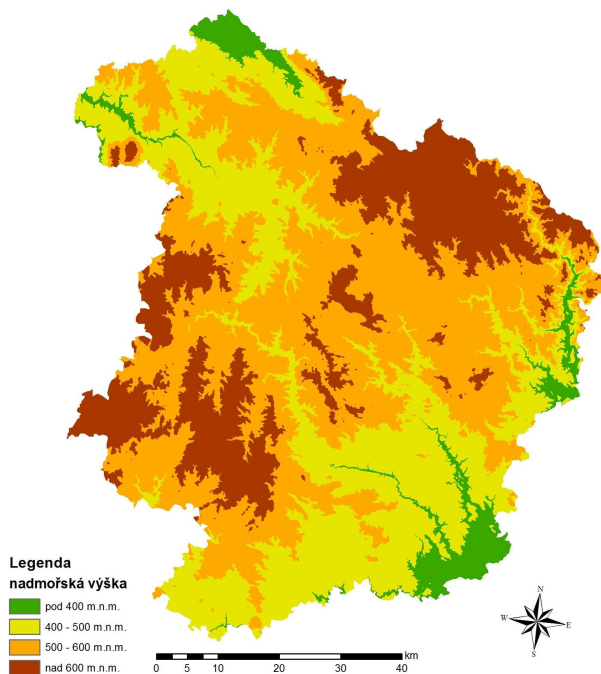 Legenda
nadmořská výška
pod 400 m.n.m.
400 - 500 m.n.m.
500 - 600 m.n.m.
nad 600 m.n.m.
0 5 10 20 30 40 km
N
W E
S